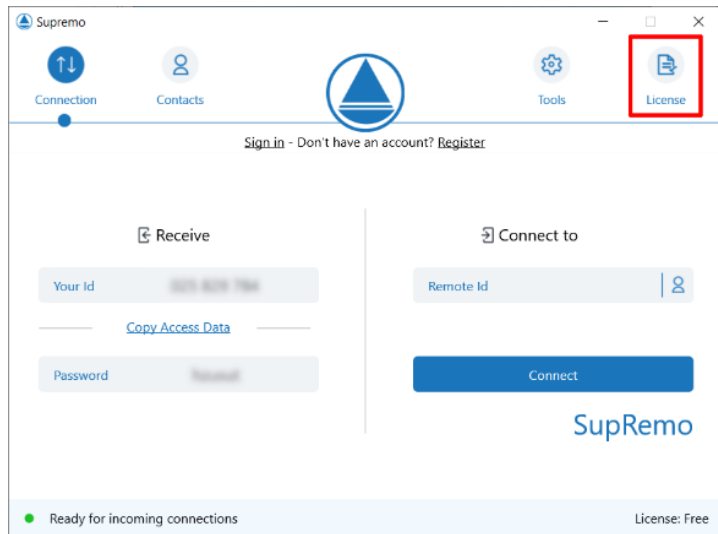 Supremo
Connection
Contacts
Tools
License
Sign in - Don't have an account? Register
Receive
Connect to
Your Id
Remote Id
Copy Access Data
Password
Connect
SupRemo
Ready for incoming connections
License: Free